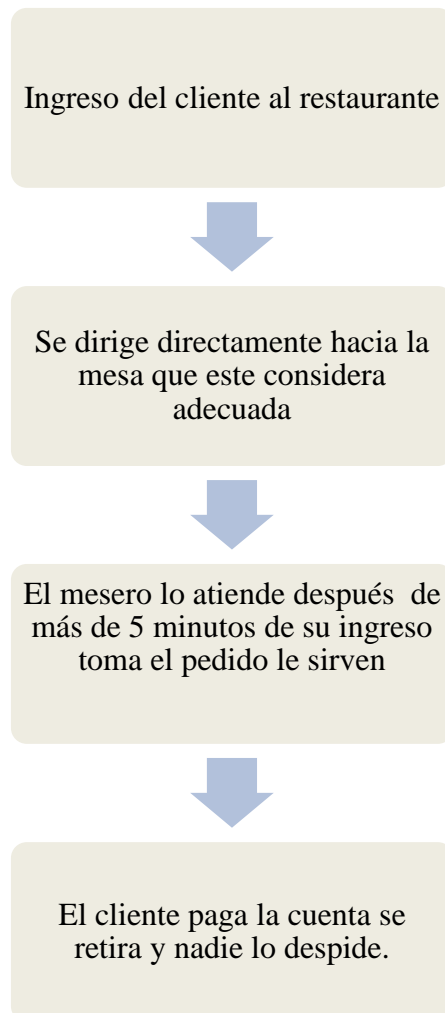 Ingreso del cliente al restaurante
Se dirige directamente hacia la
mesa que este considera
adecuada
El mesero lo atiende después  de
más de 5 minutos de su ingreso
toma el pedido le sirven
El cliente paga la cuenta se
retira y nadie lo despide.